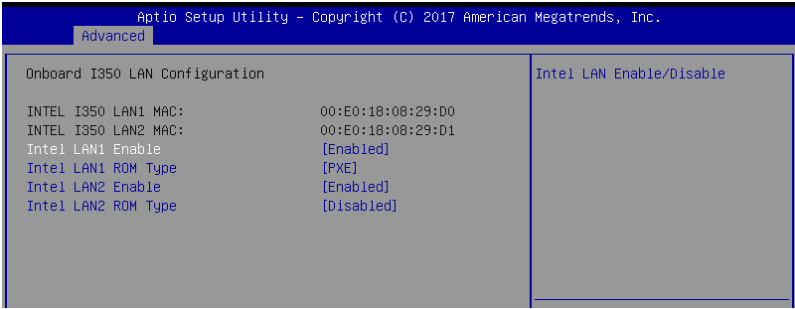 Aptio Setup Utility – Copyright (C) 2017 American Megatrends, Inc.
Advanced
Onboard I350 LAN Configuration
Intel LAN Enable/Disable
INTEL I350 LAN1 MAC: 00:E0:18:08:29:D0
INTEL I350 LAN2 MAC: 00:E0:18:08:29:D1
Intel LAN1 Enable [Enabled]
Intel LAN1 ROM Type [PXE]
Intel LAN2 Enable [Enabled]
Intel LAN2 ROM Type [Disabled]